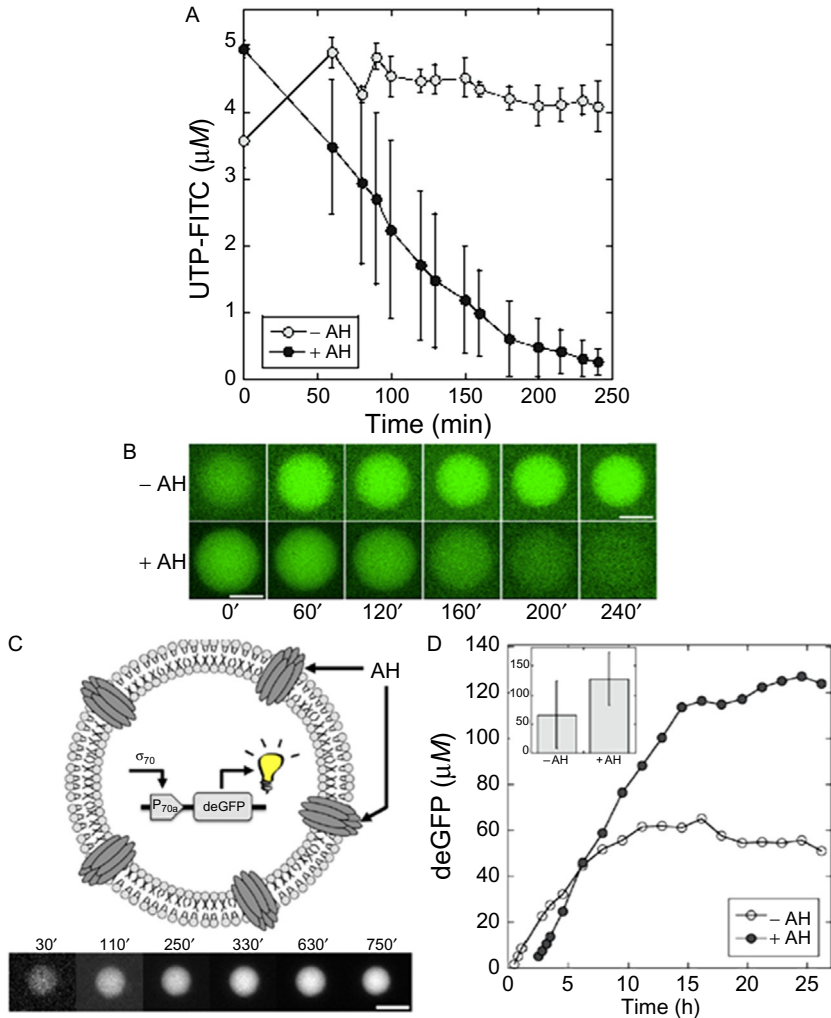 A
UTP-FITC (μM)
5
4
3
2
1
0
− AH
+ AH
0 50 100 150 200 250
Time (min)
B
− AH
+ AH
0′ 60′ 120′ 160′ 200′ 240′
C
AH
σ70
P70a deGFP
30′ 110′ 250′ 330′ 630′ 750′
D
deGFP (μM)
140
120
100
80
60
40
20
0
150
100
50
0
−AH +AH
− AH
+ AH
0 5 10 15 20 25
Time (h)